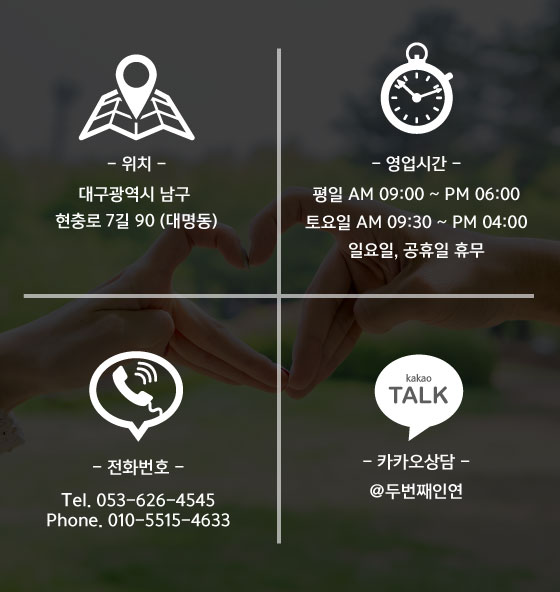 - 위치 -
대구광역시 남구
현충로 7길 90 (대명동)
- 영업시간 -
평일 AM 09:00 ~ PM 06:00
토요일 AM 09:30 ~ PM 04:00
일요일, 공휴일 휴무
- 전화번호 -
Tel. 053-626-4545
Phone. 010-5515-4633
kakao
TALK
- 카카오상담 -
@두번째인연